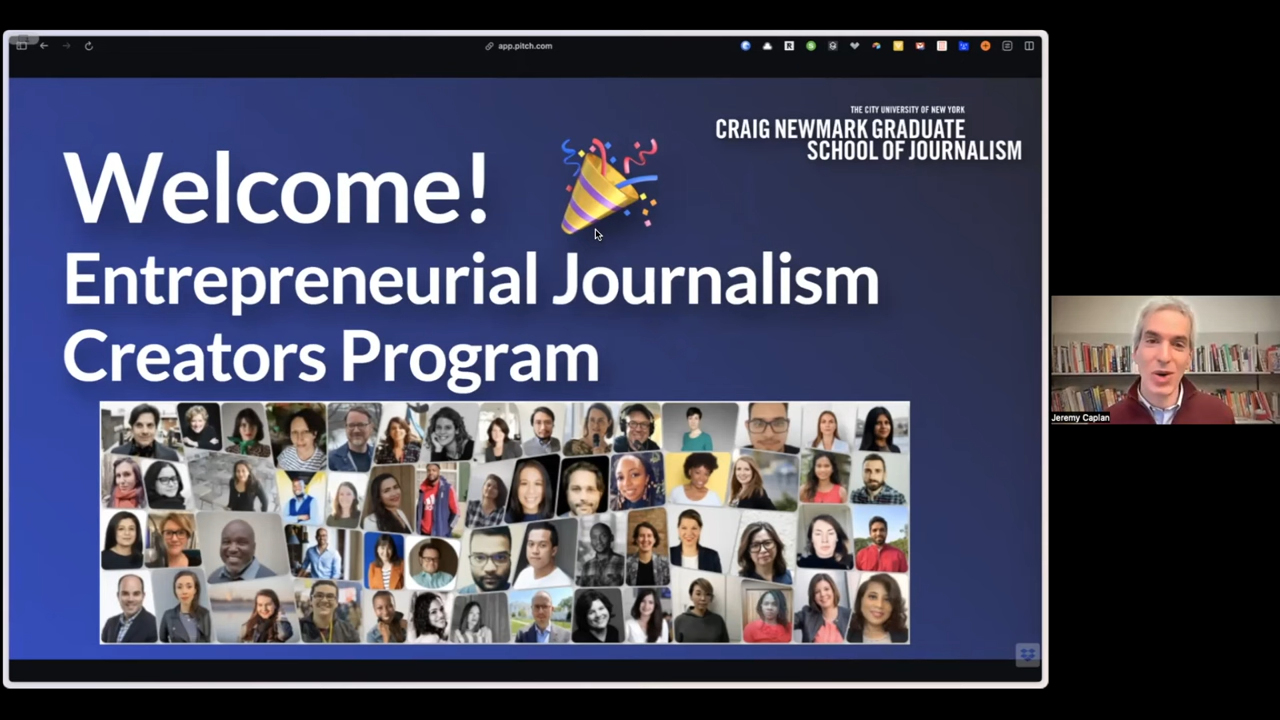 app.pitch.com
THE CITY UNIVERSITY OF NEW YORK
CRAIG NEWMARK GRADUATE
SCHOOL OF JOURNALISM
Welcome!
Entrepreneurial Journalism
Creators Program
Jeremy Caplan